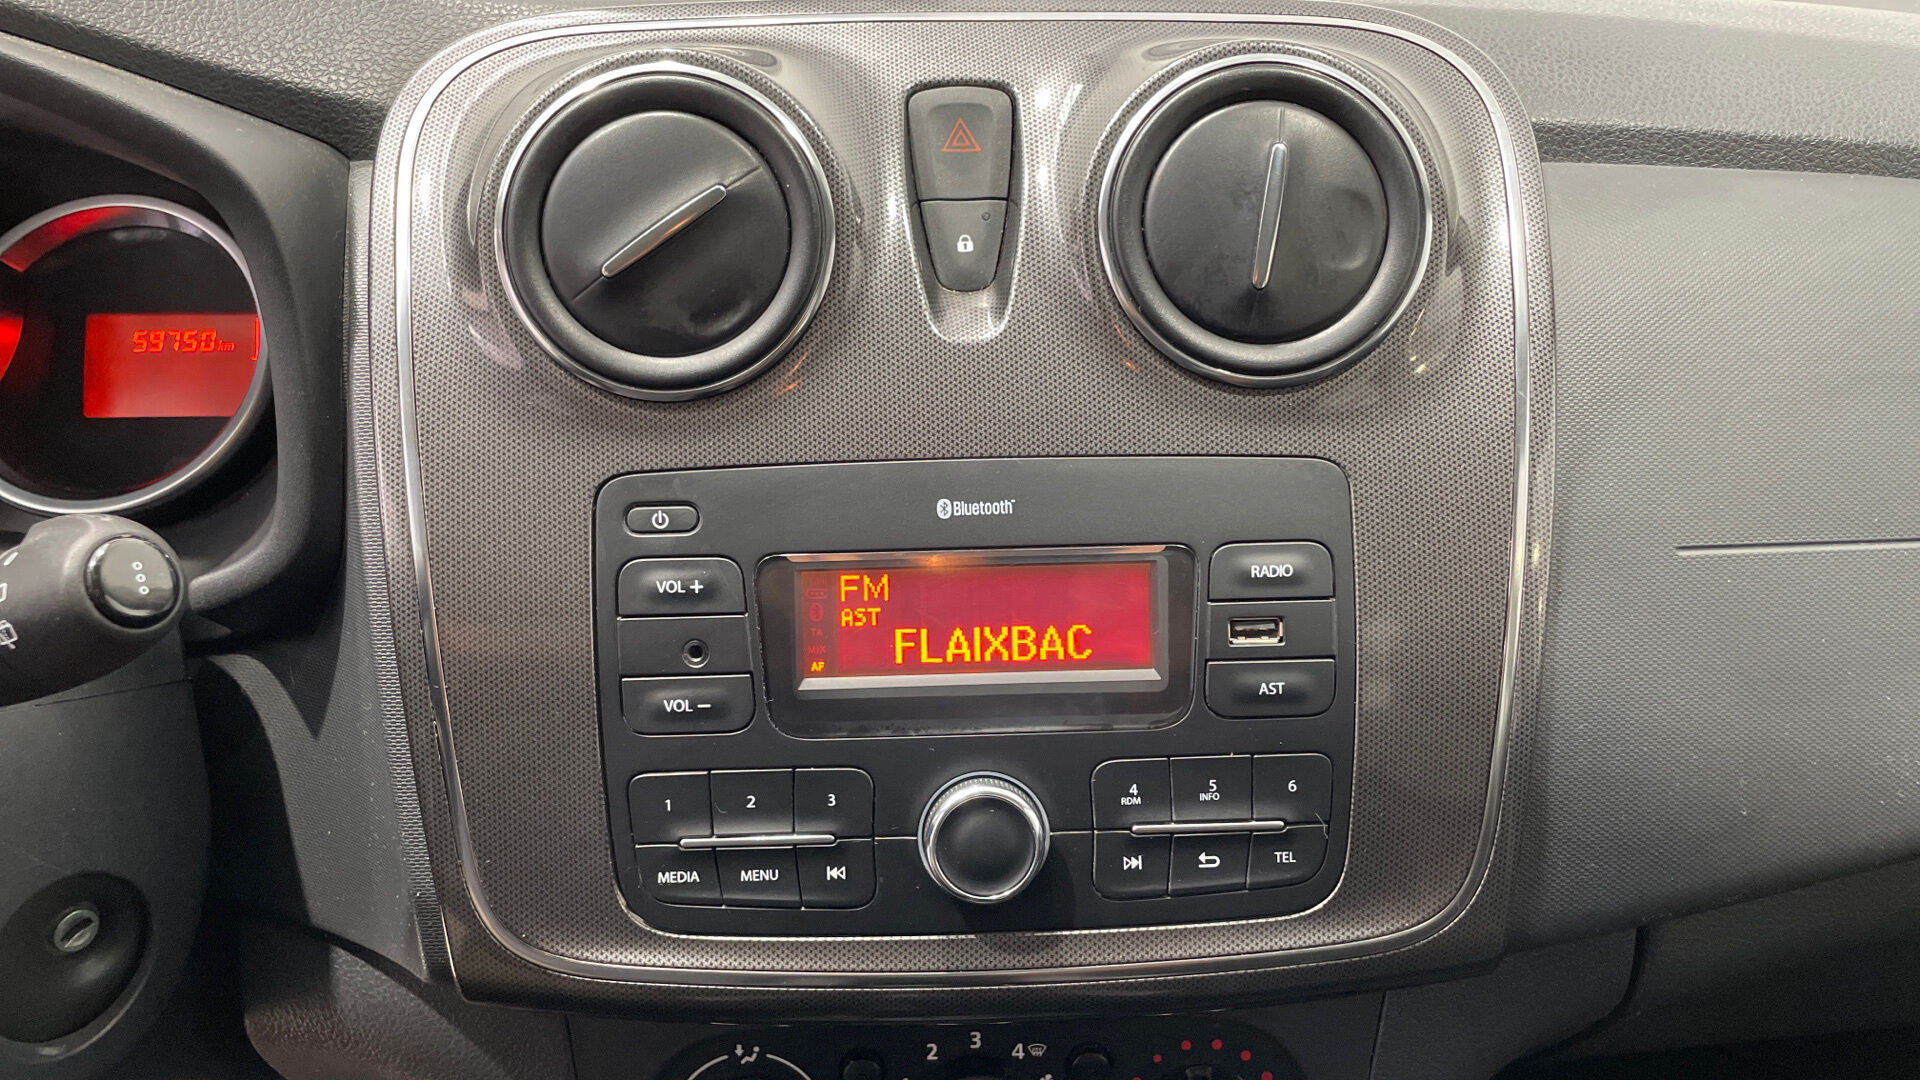 59750 km
Bluetooth™
VOL +
VOL –
FM
AST
TA
MIX
AF
FLAIXBAC
RADIO
AST
1
2
3
4
RDM
5
INFO
6
MEDIA
MENU
TEL
2
3
4